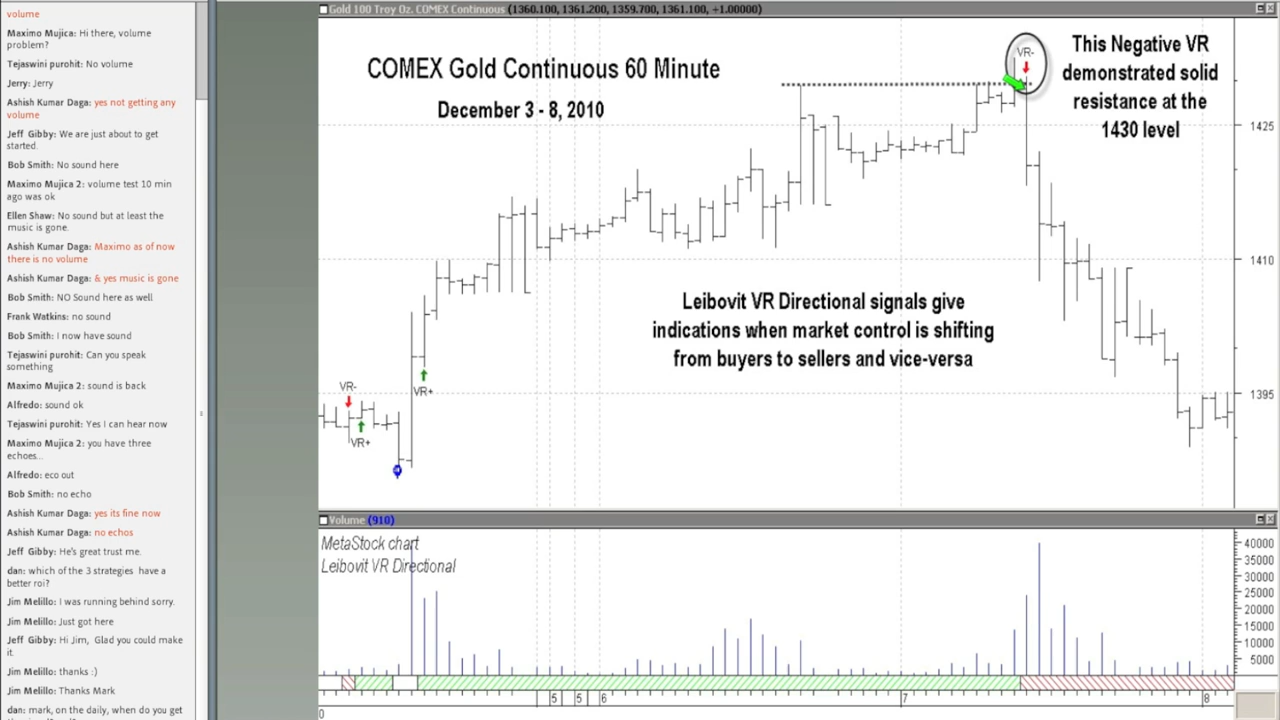 volume
Maximo Mujica: Hi there, volume
problem?
Tejaswini purohit: No volume
Jerry: Jerry
Ashish Kumar Daga: yes not getting any
volume
Jeff Gibby: We are just about to get
started.
Bob Smith: No sound here
Maximo Mujica 2: volume test 10 min
ago was ok
Ellen Shaw: No sound but at least the
music is gone.
Ashish Kumar Daga: Maximo as of now
there is no volume
Ashish Kumar Daga: & yes music is gone
Bob Smith: NO Sound here as well
Frank Watkins: no sound
Bob Smith: I now have sound
Tejaswini purohit: Can you speak
something
Maximo Mujica 2: sound is back
Alfredo: sound ok
Tejaswini purohit: Yes I can hear now
Maximo Mujica 2: you have three
echoes...
Alfredo: eco out
Bob Smith: no echo
Ashish Kumar Daga: yes its fine now
Ashish Kumar Daga: no echos
Jeff Gibby: He's great trust me.
dan: which of the 3 strategies have a
better roi?
Jim Melillo: I was running behind sorry.
Jim Melillo: Just got here
Jeff Gibby: Hi Jim, Glad you could make
it.
Jim Melillo: thanks :)
Jim Melillo: Thanks Mark
dan: mark, on the daily, when do you get
Gold 100 Troy Oz. COMEX Continuous (1360.100, 1361.200, 1359.700, 1361.100, +1.00000)
COMEX Gold Continuous 60 Minute
December 3 - 8, 2010
VR-
This Negative VR
demonstrated solid
resistance at the
1430 level
1425
1410
1395
Leibovit VR Directional signals give
indications when market control is shifting
from buyers to sellers and vice-versa
VR-
VR+
VR+
Volume (910)
MetaStock chart
Leibovit VR Directional
40000
35000
30000
25000
20000
15000
10000
5000
5 5 6 7 8
0